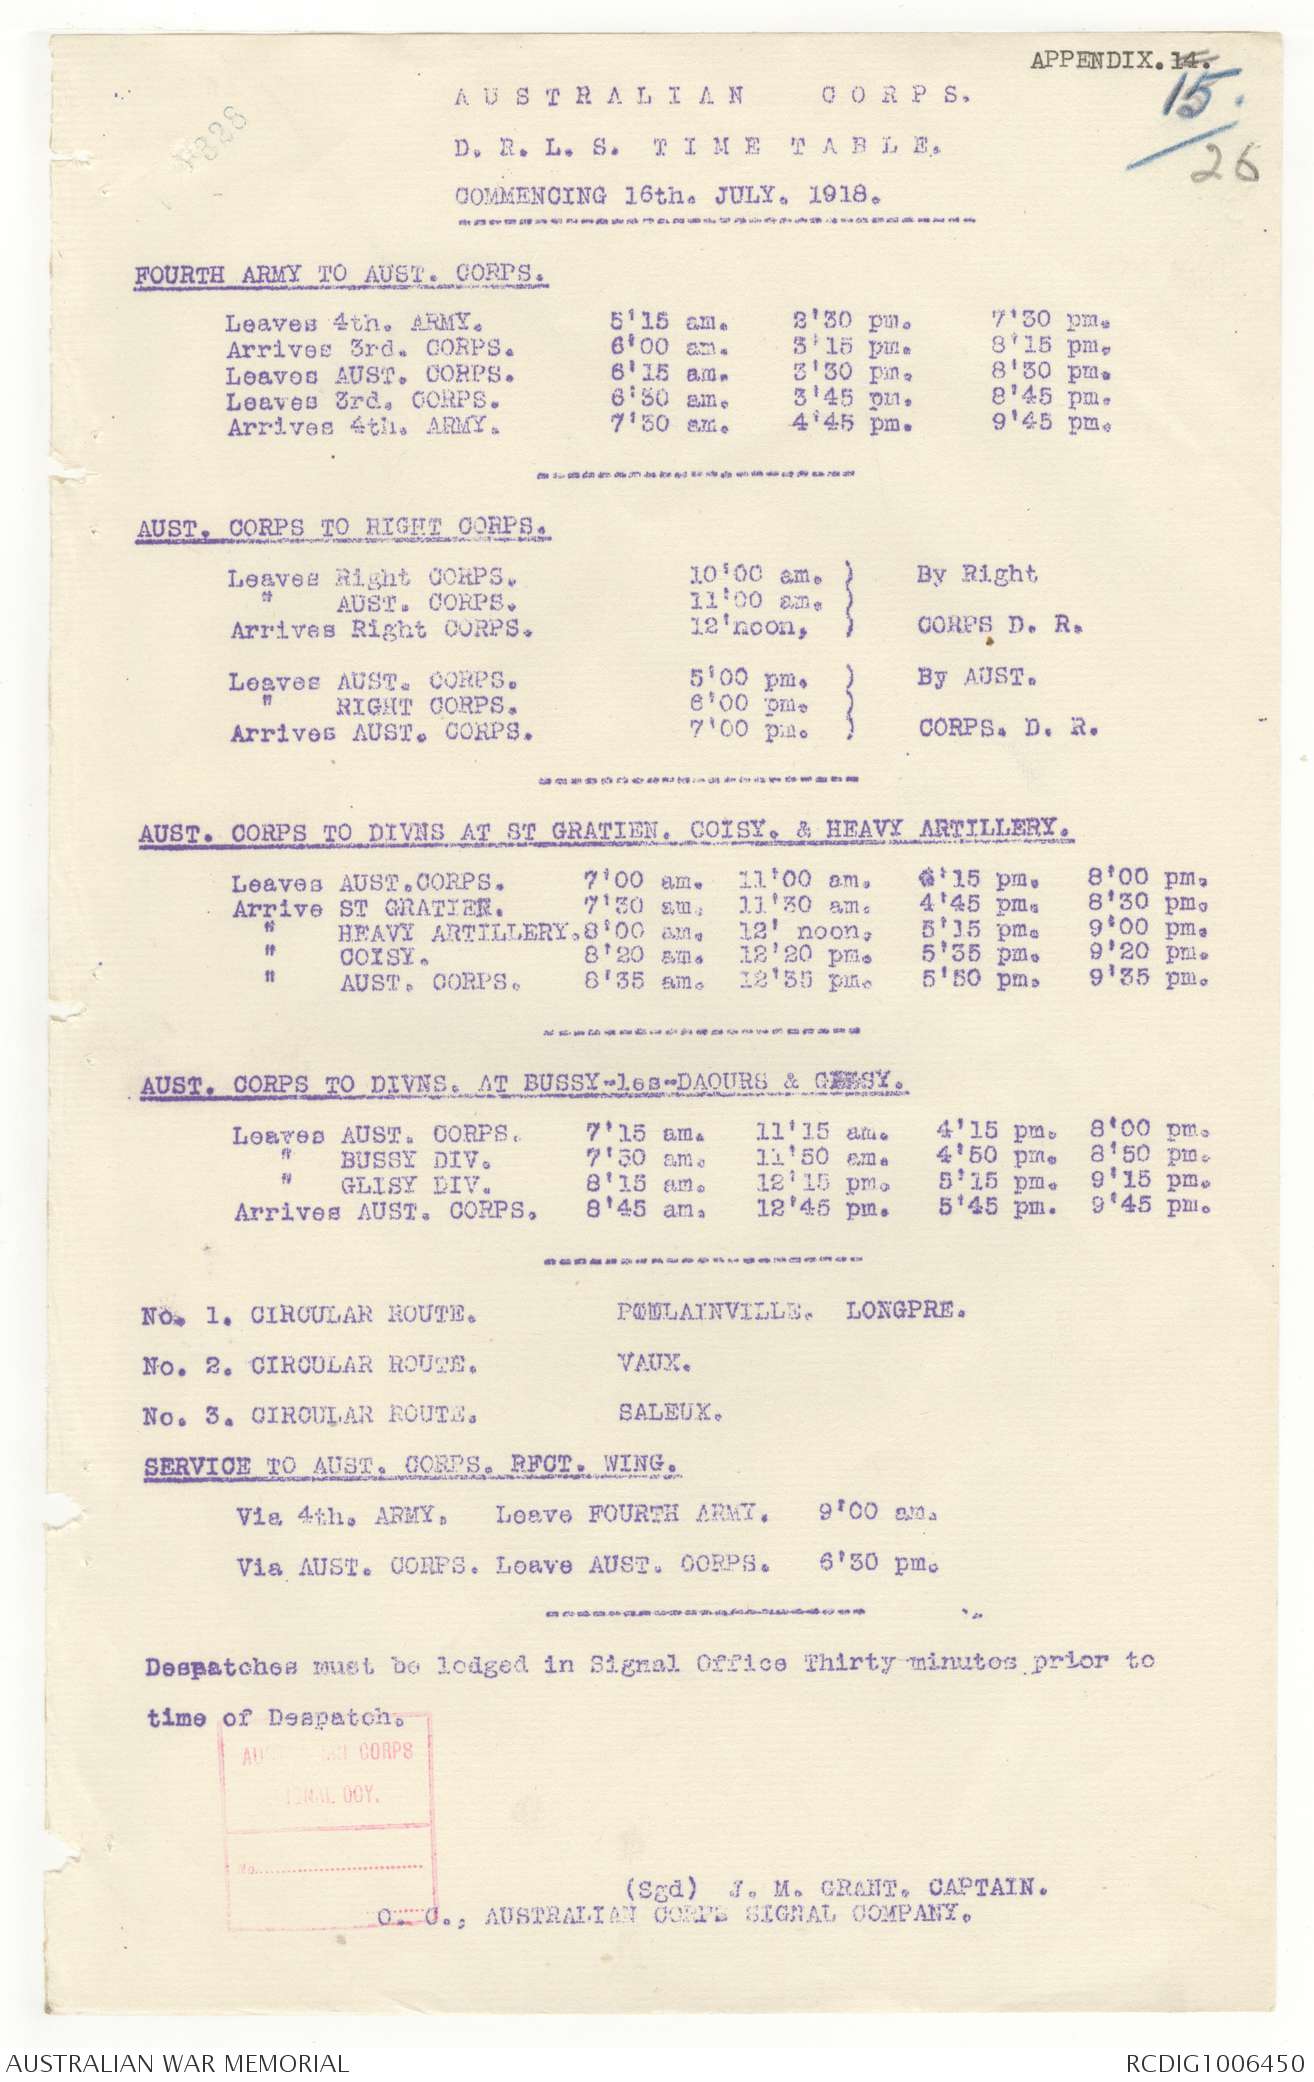 APPENDIX. 14.
15.
26
A U S T R A L I A N   C O R P S.
D. R. L. S. T I M E T A B L E.
COMMENCING 16th. JULY. 1918.
FOURTH ARMY TO AUST. CORPS.
Leaves 4th. ARMY. 5'15 am. 2'30 pm. 7'30 pm.
Arrives 3rd. CORPS. 6'00 am. 3'15 pm. 8'15 pm.
Leaves AUST. CORPS. 6'15 am. 3'30 pm. 8'30 pm.
Leaves 3rd. CORPS. 6'30 am. 3'45 pm. 8'45 pm.
Arrives 4th. ARMY. 7'30 am. 4'45 pm. 9'45 pm.
AUST. CORPS TO RIGHT CORPS.
Leaves Right CORPS. 10'00 am. ) By Right
" AUST. CORPS. 11'00 am. )
Arrives Right CORPS. 12'noon, ) CORPS D. R.
Leaves AUST. CORPS. 5'00 pm. ) By AUST.
" RIGHT CORPS. 6'00 pm. )
Arrives AUST. CORPS. 7'00 pm. ) CORPS. D. R.
AUST. CORPS TO DIVNS AT ST GRATIEN. COISY. & HEAVY ARTILLERY.
Leaves AUST.CORPS. 7'00 am. 11'00 am. 4'15 pm. 8'00 pm.
Arrive ST GRATIEN. 7'30 am. 11'30 am. 4'45 pm. 8'30 pm.
" HEAVY ARTILLERY. 8'00 am. 12' noon, 5'15 pm. 9'00 pm.
" COISY. 8'20 am. 12'20 pm. 5'35 pm. 9'20 pm.
" AUST. CORPS. 8'35 am. 12'35 pm. 5'50 pm. 9'35 pm.
AUST. CORPS TO DIVNS. AT BUSSY-les-DAOURS & GLISY.
Leaves AUST. CORPS. 7'15 am. 11'15 am. 4'15 pm. 8'00 pm.
" BUSSY DIV. 7'50 am. 11'50 am. 4'50 pm. 8'50 pm.
" GLISY DIV. 8'15 am. 12'15 pm. 5'15 pm. 9'15 pm.
Arrives AUST. CORPS. 8'45 am. 12'45 pm. 5'45 pm. 9'45 pm.
No. 1. CIRCULAR ROUTE. POULAINVILLE. LONGPRE.
No. 2. CIRCULAR ROUTE. VAUX.
No. 3. CIRCULAR ROUTE. SALEUX.
SERVICE TO AUST. CORPS. RFCT. WING.
Via 4th. ARMY. Leave FOURTH ARMY. 9'00 am.
Via AUST. CORPS. Leave AUST. CORPS. 6'30 pm.
Despatches must be lodged in Signal Office Thirty minutes prior to
time of Despatch.
CORPS
COY.
No.
(Sgd) J. M. GRANT. CAPTAIN.
O. C., AUSTRALIAN CORPS SIGNAL COMPANY.
AUSTRALIAN WAR MEMORIAL
RCDIG1006450